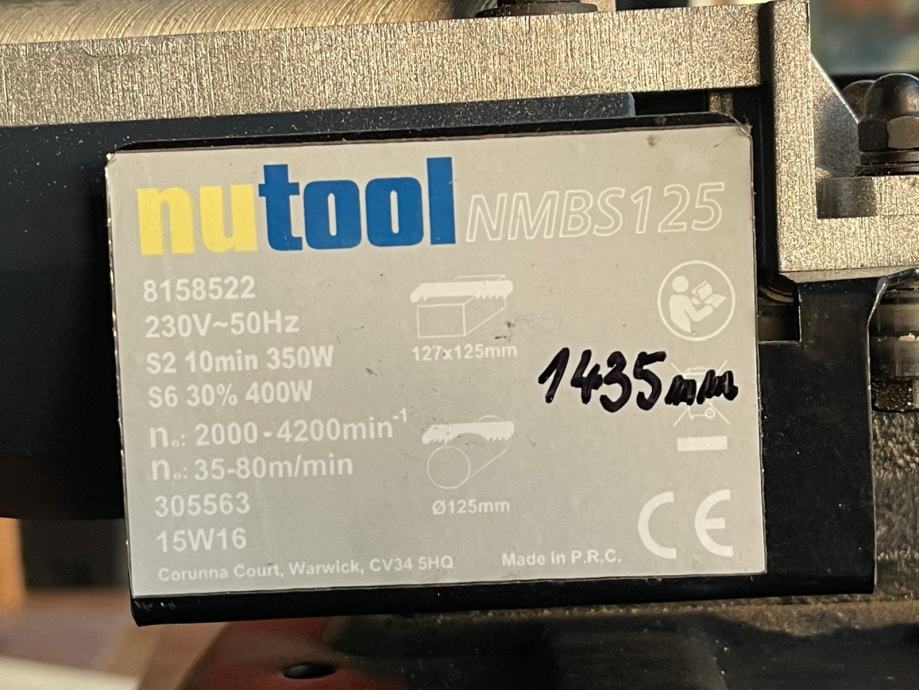 nutool NMBS125
8158522
230V~50Hz
S2 10min 350W
S6 30% 400W
n₀: 2000-4200min⁻¹
n₀: 35-80m/min
305563
15W16
127x125mm
1435mm
Ø125mm
CE
Corunna Court, Warwick, CV34 5HQ Made in P.R.C.